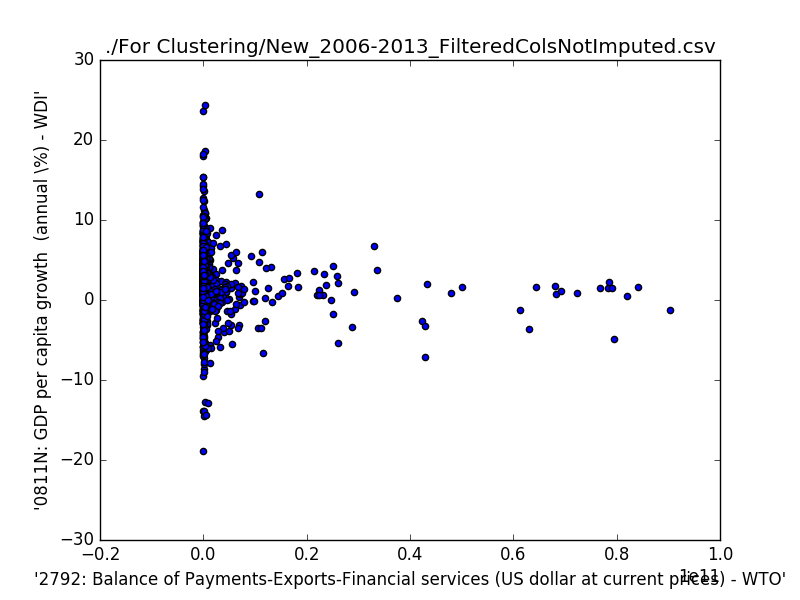 ./For Clustering/New_2006-2013_FilteredColsNotImputed.csv
30
20
10
0
−10
−20
−30
'0811N: GDP per capita growth  (annual \%) - WDI'
−0.2 0.0 0.2 0.4 0.6 0.8 1.0
1e11
'2792: Balance of Payments-Exports-Financial services (US dollar at current prices) - WTO'